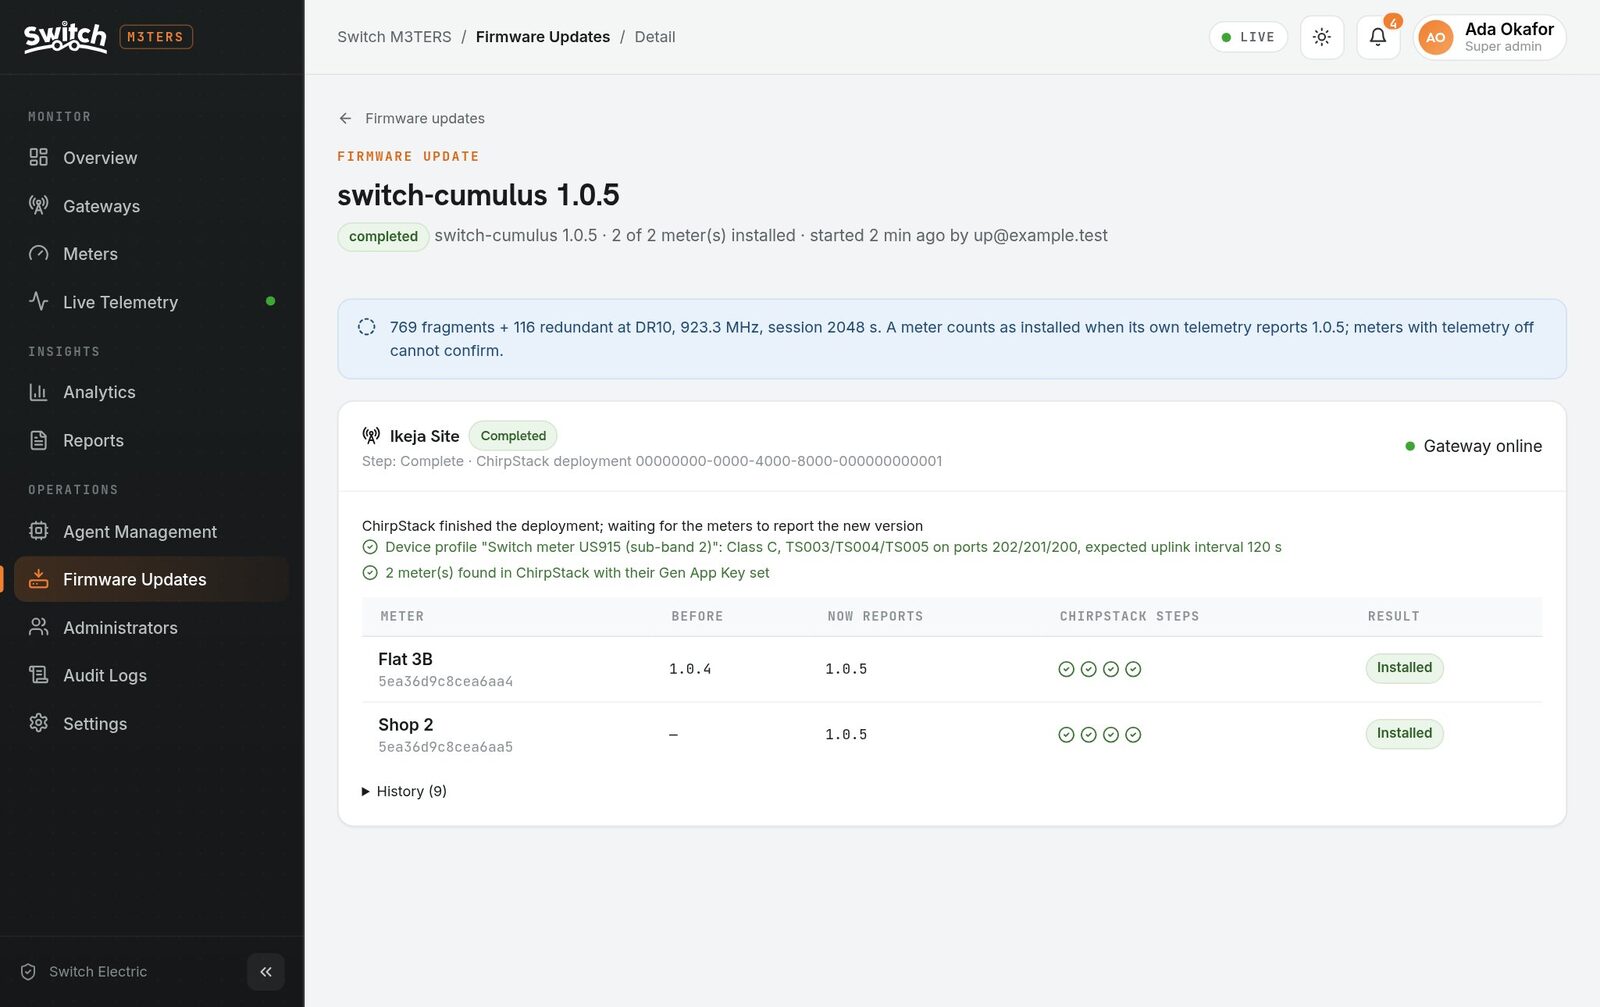 switch M3TERS
MONITOR
Overview
Gateways
Meters
Live Telemetry
INSIGHTS
Analytics
Reports
OPERATIONS
Agent Management
Firmware Updates
Administrators
Audit Logs
Settings
Switch Electric
Switch M3TERS / Firmware Updates / Detail
LIVE
4
AO
Ada Okafor
Super admin
Firmware updates
FIRMWARE UPDATE
switch-cumulus 1.0.5
completed switch-cumulus 1.0.5 · 2 of 2 meter(s) installed · started 2 min ago by up@example.test
769 fragments + 116 redundant at DR10, 923.3 MHz, session 2048 s. A meter counts as installed when its own telemetry reports 1.0.5; meters with telemetry off
cannot confirm.
Ikeja Site Completed
Step: Complete · ChirpStack deployment 00000000-0000-4000-8000-000000000001
Gateway online
ChirpStack finished the deployment; waiting for the meters to report the new version
Device profile "Switch meter US915 (sub-band 2)": Class C, TS003/TS004/TS005 on ports 202/201/200, expected uplink interval 120 s
2 meter(s) found in ChirpStack with their Gen App Key set
METER BEFORE NOW REPORTS CHIRPSTACK STEPS RESULT
Flat 3B
5ea36d9c8cea6aa4
1.0.4 1.0.5 Installed
Shop 2
5ea36d9c8cea6aa5
– 1.0.5 Installed
History (9)